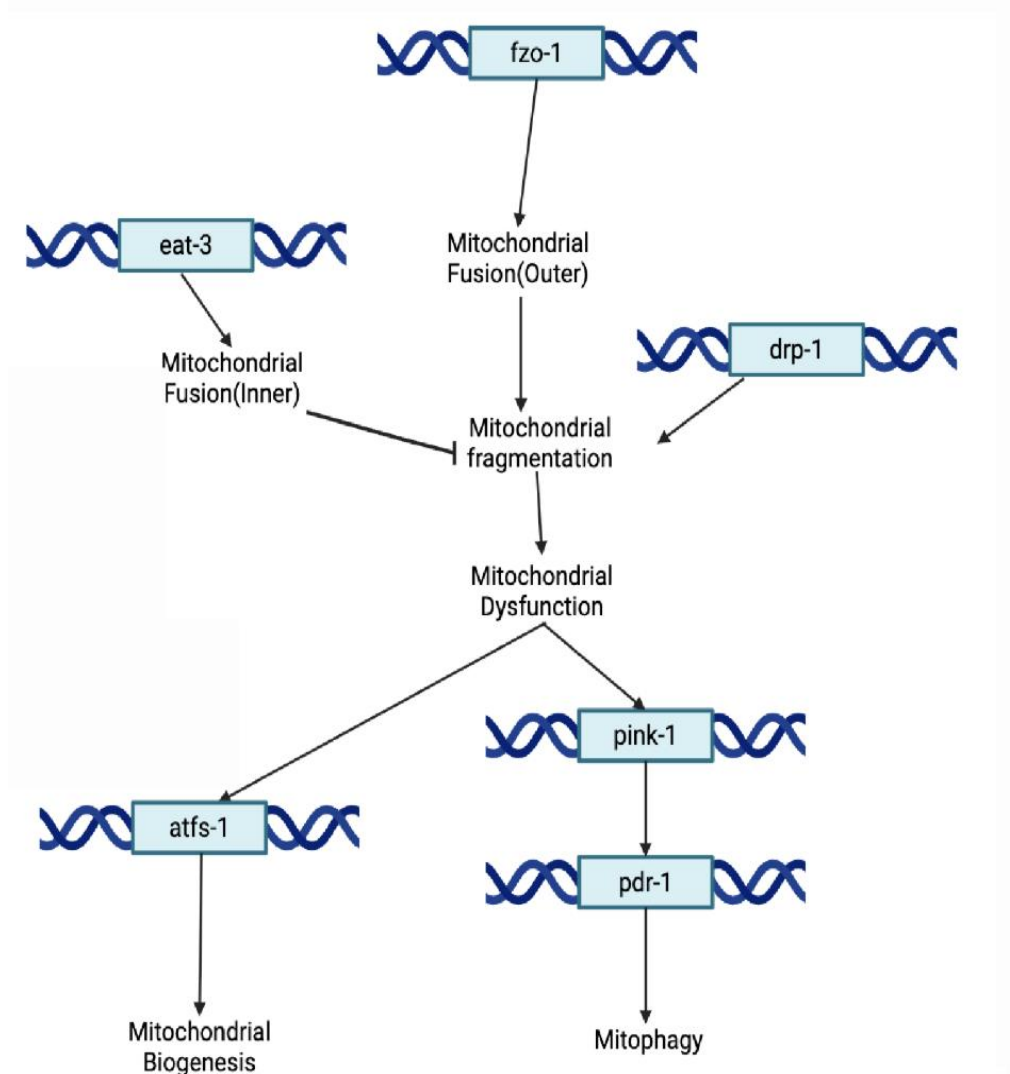 fzo-1
Mitochondrial
Fusion(Outer)
eat-3
Mitochondrial
Fusion(Inner)
drp-1
Mitochondrial
fragmentation
Mitochondrial
Dysfunction
pink-1
atfs-1
pdr-1
Mitochondrial
Biogenesis
Mitophagy